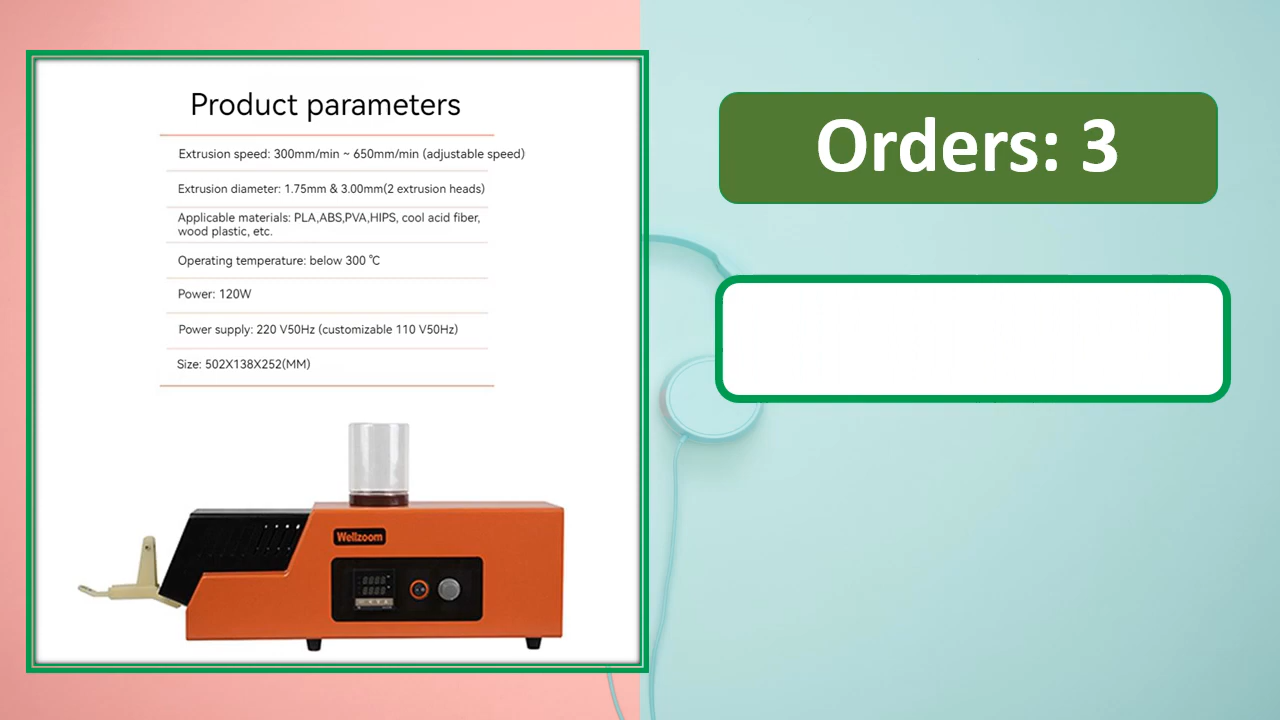 Product parameters
Extrusion speed: 300mm/min ~ 650mm/min (adjustable speed)
Extrusion diameter: 1.75mm & 3.00mm(2 extrusion heads)
Applicable materials: PLA,ABS,PVA,HIPS, cool acid fiber,
wood plastic, etc.
Operating temperature: below 300 ℃
Power: 120W
Power supply: 220 V50Hz (customizable 110 V50Hz)
Size: 502X138X252(MM)
Wellzoom
Orders: 3